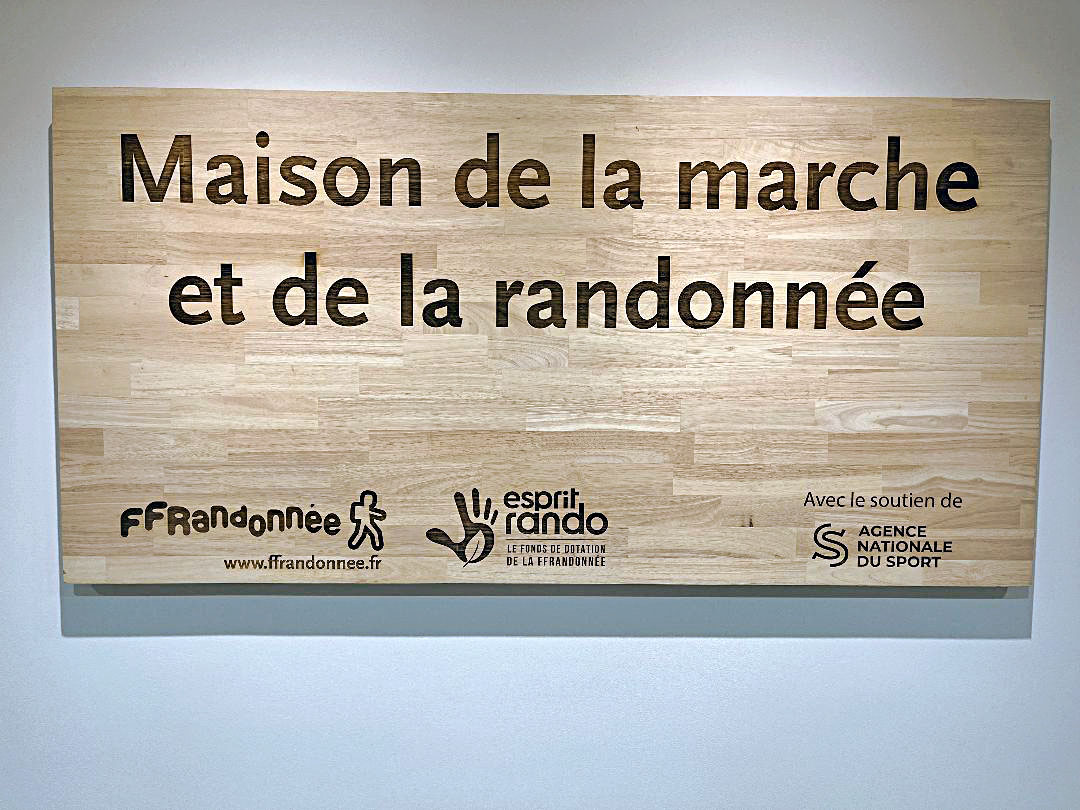 Maison de la marche
et de la randonnée
FFRandonnée
www.ffrandonnee.fr
esprit
rando
LE FONDS DE DOTATION
DE LA FFRANDONNÉE
Avec le soutien de
AGENCE
NATIONALE
DU SPORT